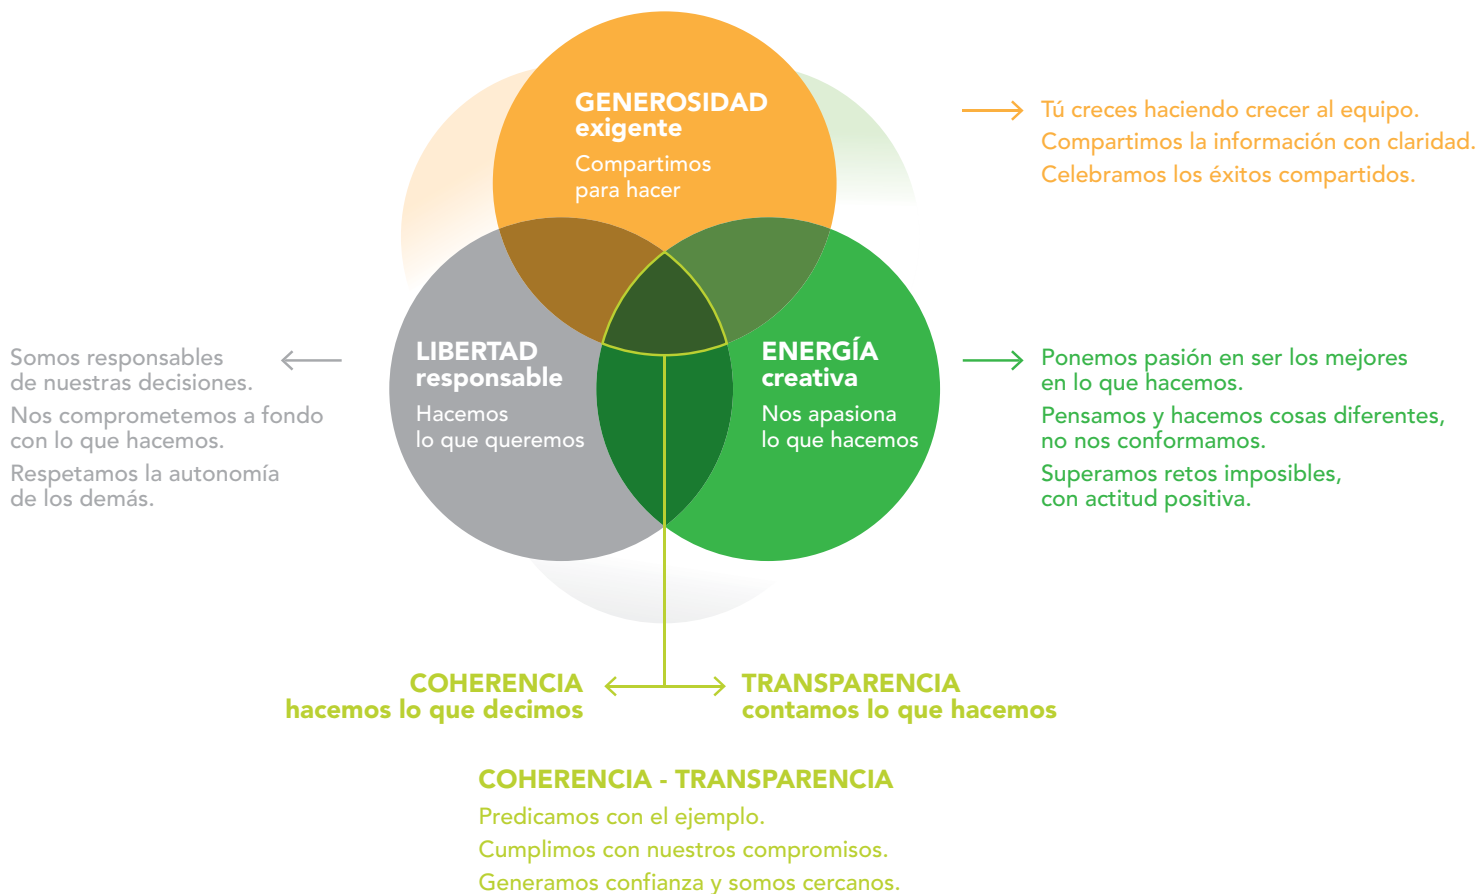 GENEROSIDAD
exigente
Compartimos
para hacer
Tú creces haciendo crecer al equipo.
Compartimos la información con claridad.
Celebramos los éxitos compartidos.
Somos responsables
de nuestras decisiones.
Nos comprometemos a fondo
con lo que hacemos.
Respetamos la autonomía
de los demás.
LIBERTAD
responsable
Hacemos
lo que queremos
ENERGÍA
creativa
Nos apasiona
lo que hacemos
Ponemos pasión en ser los mejores
en lo que hacemos.
Pensamos y hacemos cosas diferentes,
no nos conformamos.
Superamos retos imposibles,
con actitud positiva.
COHERENCIA
hacemos lo que decimos
TRANSPARENCIA
contamos lo que hacemos
COHERENCIA - TRANSPARENCIA
Predicamos con el ejemplo.
Cumplimos con nuestros compromisos.
Generamos confianza y somos cercanos.